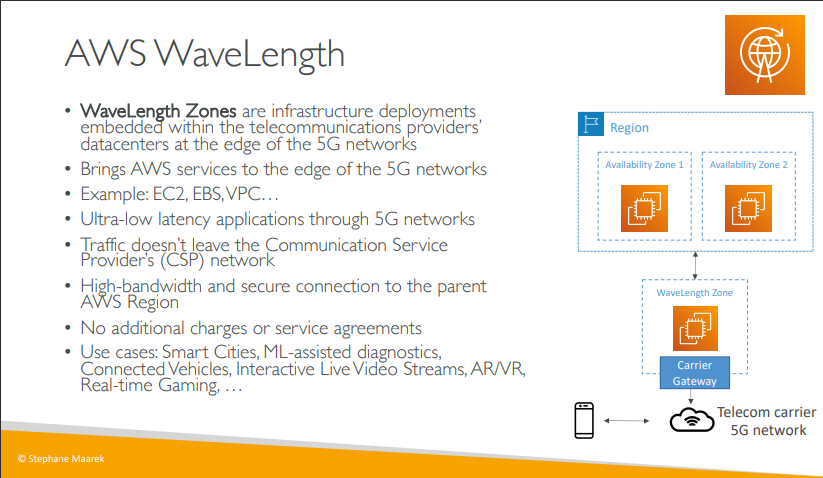 AWS WaveLength
• WaveLength Zones are infrastructure deployments
embedded within the telecommunications providers'
datacenters at the edge of the 5G networks
• Brings AWS services to the edge of the 5G networks
• Example: EC2, EBS, VPC…
• Ultra-low latency applications through 5G networks
• Traffic doesn't leave the Communication Service
Provider's (CSP) network
• High-bandwidth and secure connection to the parent
AWS Region
• No additional charges or service agreements
• Use cases: Smart Cities, ML-assisted diagnostics,
Connected Vehicles, Interactive Live Video Streams, AR/VR,
Real-time Gaming, …
Region
Availability Zone 1
Availability Zone 2
WaveLength Zone
Carrier
Gateway
Telecom carrier
5G network
© Stephane Maarek